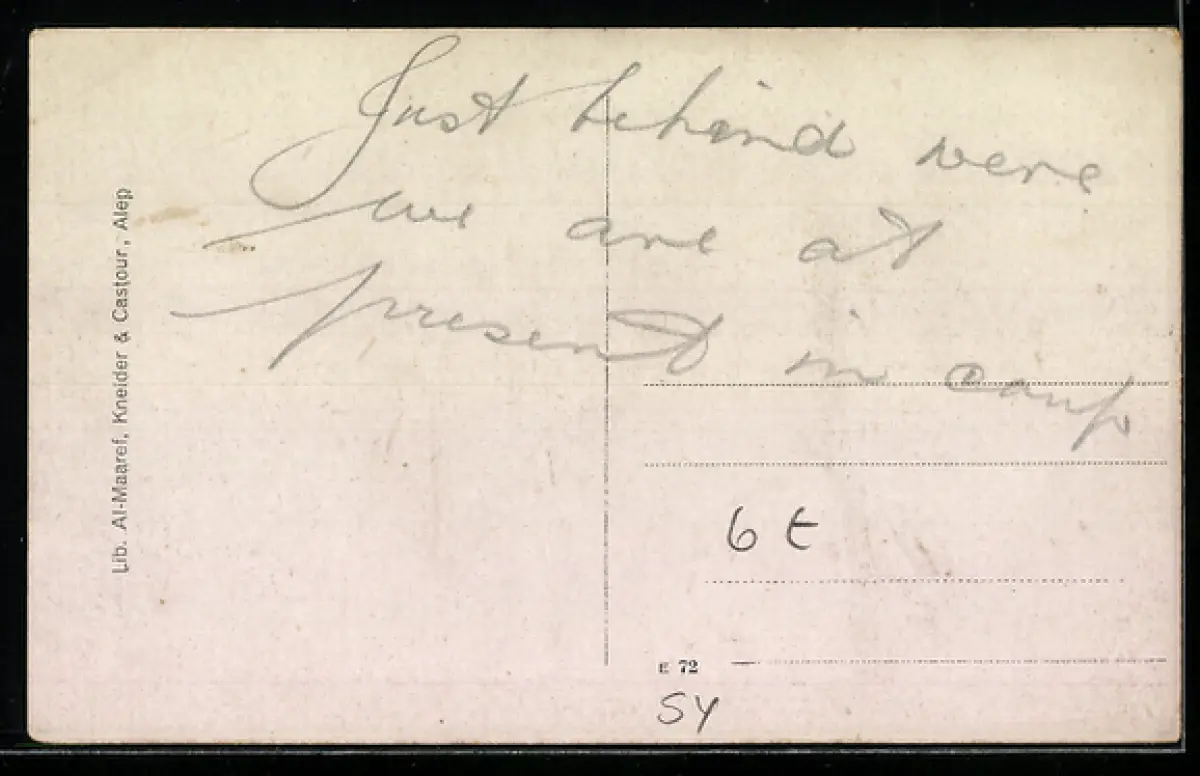 Just behind were
we are at
present in camp
Lib. Al-Maaref, Kneider & Castour, Alep
6 t
E 72
SY